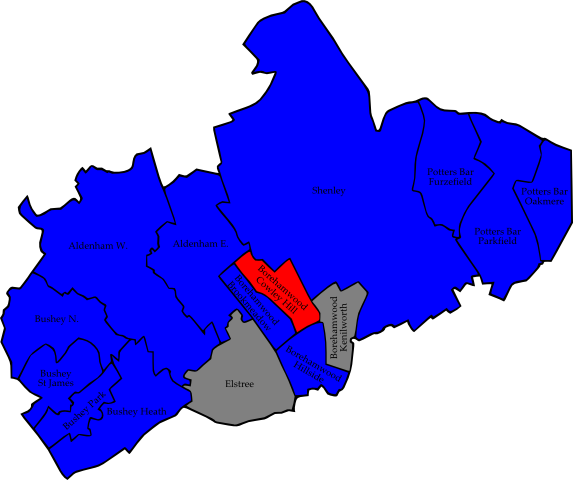 Shenley
Potters Bar
Furzefield
Potters Bar
Oakmere
Potters Bar
Parkfield
Aldenham W.
Aldenham E.
Borehamwood
Cowley Hill
Borehamwood
Brookmeadow
Borehamwood
Kenilworth
Borehamwood
Hillside
Elstree
Bushey N.
Bushey
St James
Bushey Park
Bushey Heath